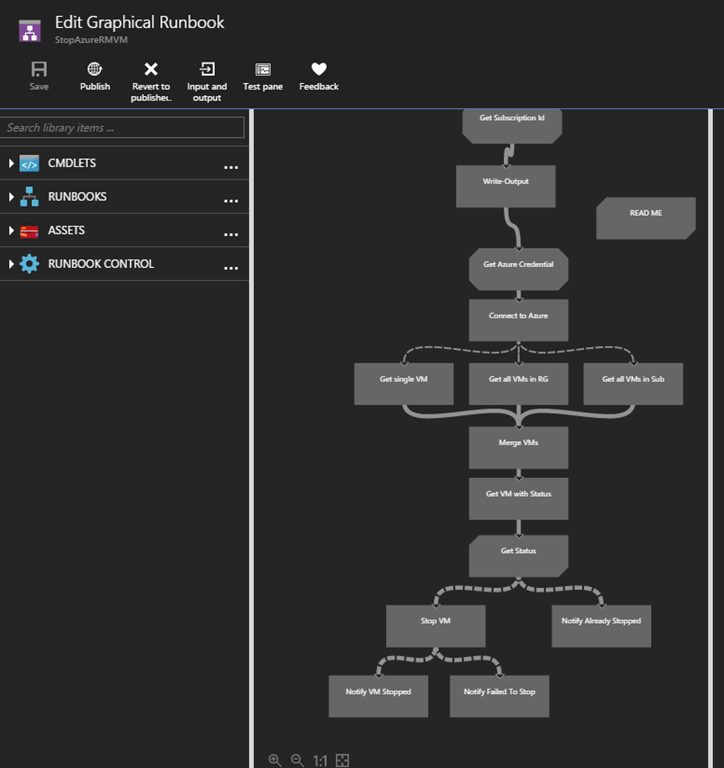 Edit Graphical Runbook
StopAzureRMVM
Save
Publish
Revert to
publishe..
Input and
output
Test pane
Feedback
Search library items ...
CMDLETS
...
RUNBOOKS
...
ASSETS
...
RUNBOOK CONTROL
...
Get Subscription Id
Write-Output
READ ME
Get Azure Credential
Connect to Azure
Get single VM
Get all VMs in RG
Get all VMs in Sub
Merge VMs
Get VM with Status
Get Status
Stop VM
Notify Already Stopped
Notify VM Stopped
Notify Failed To Stop
1:1